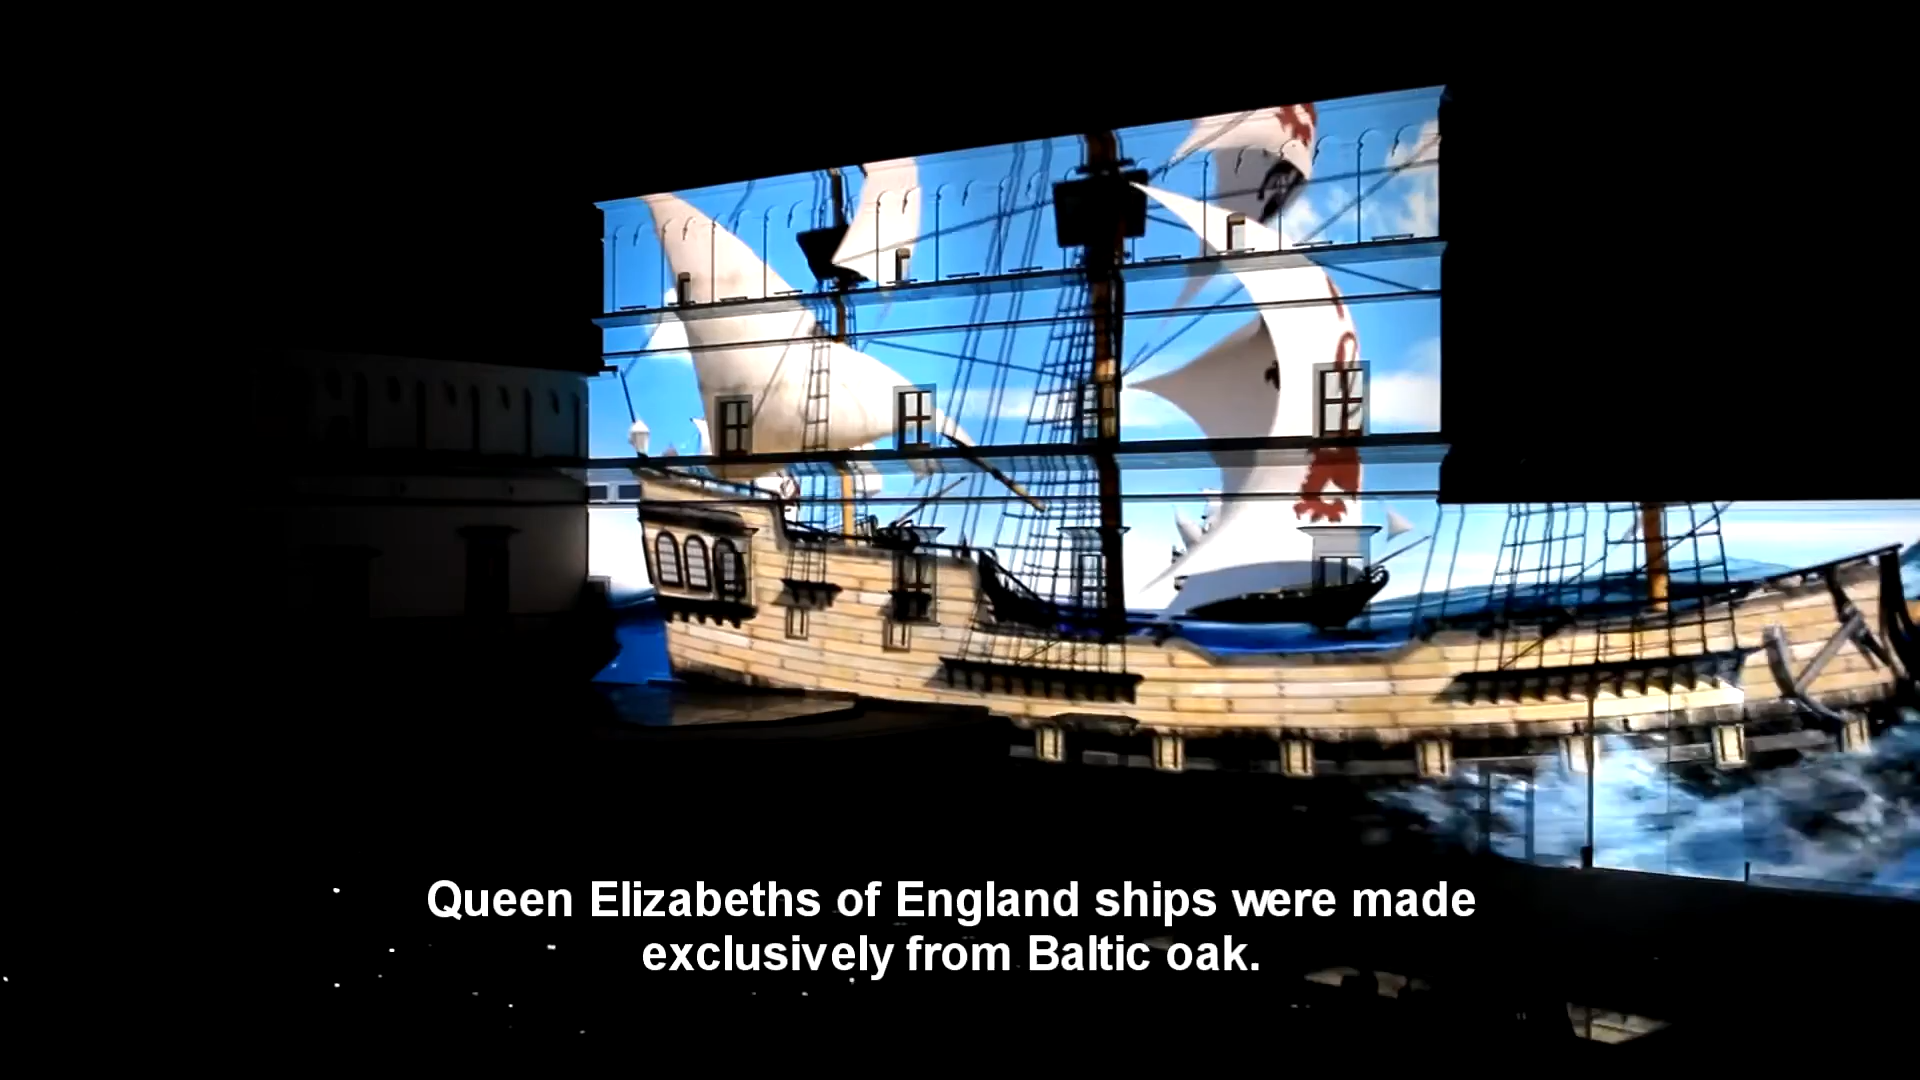 Queen Elizabeths of England ships were made
exclusively from Baltic oak.